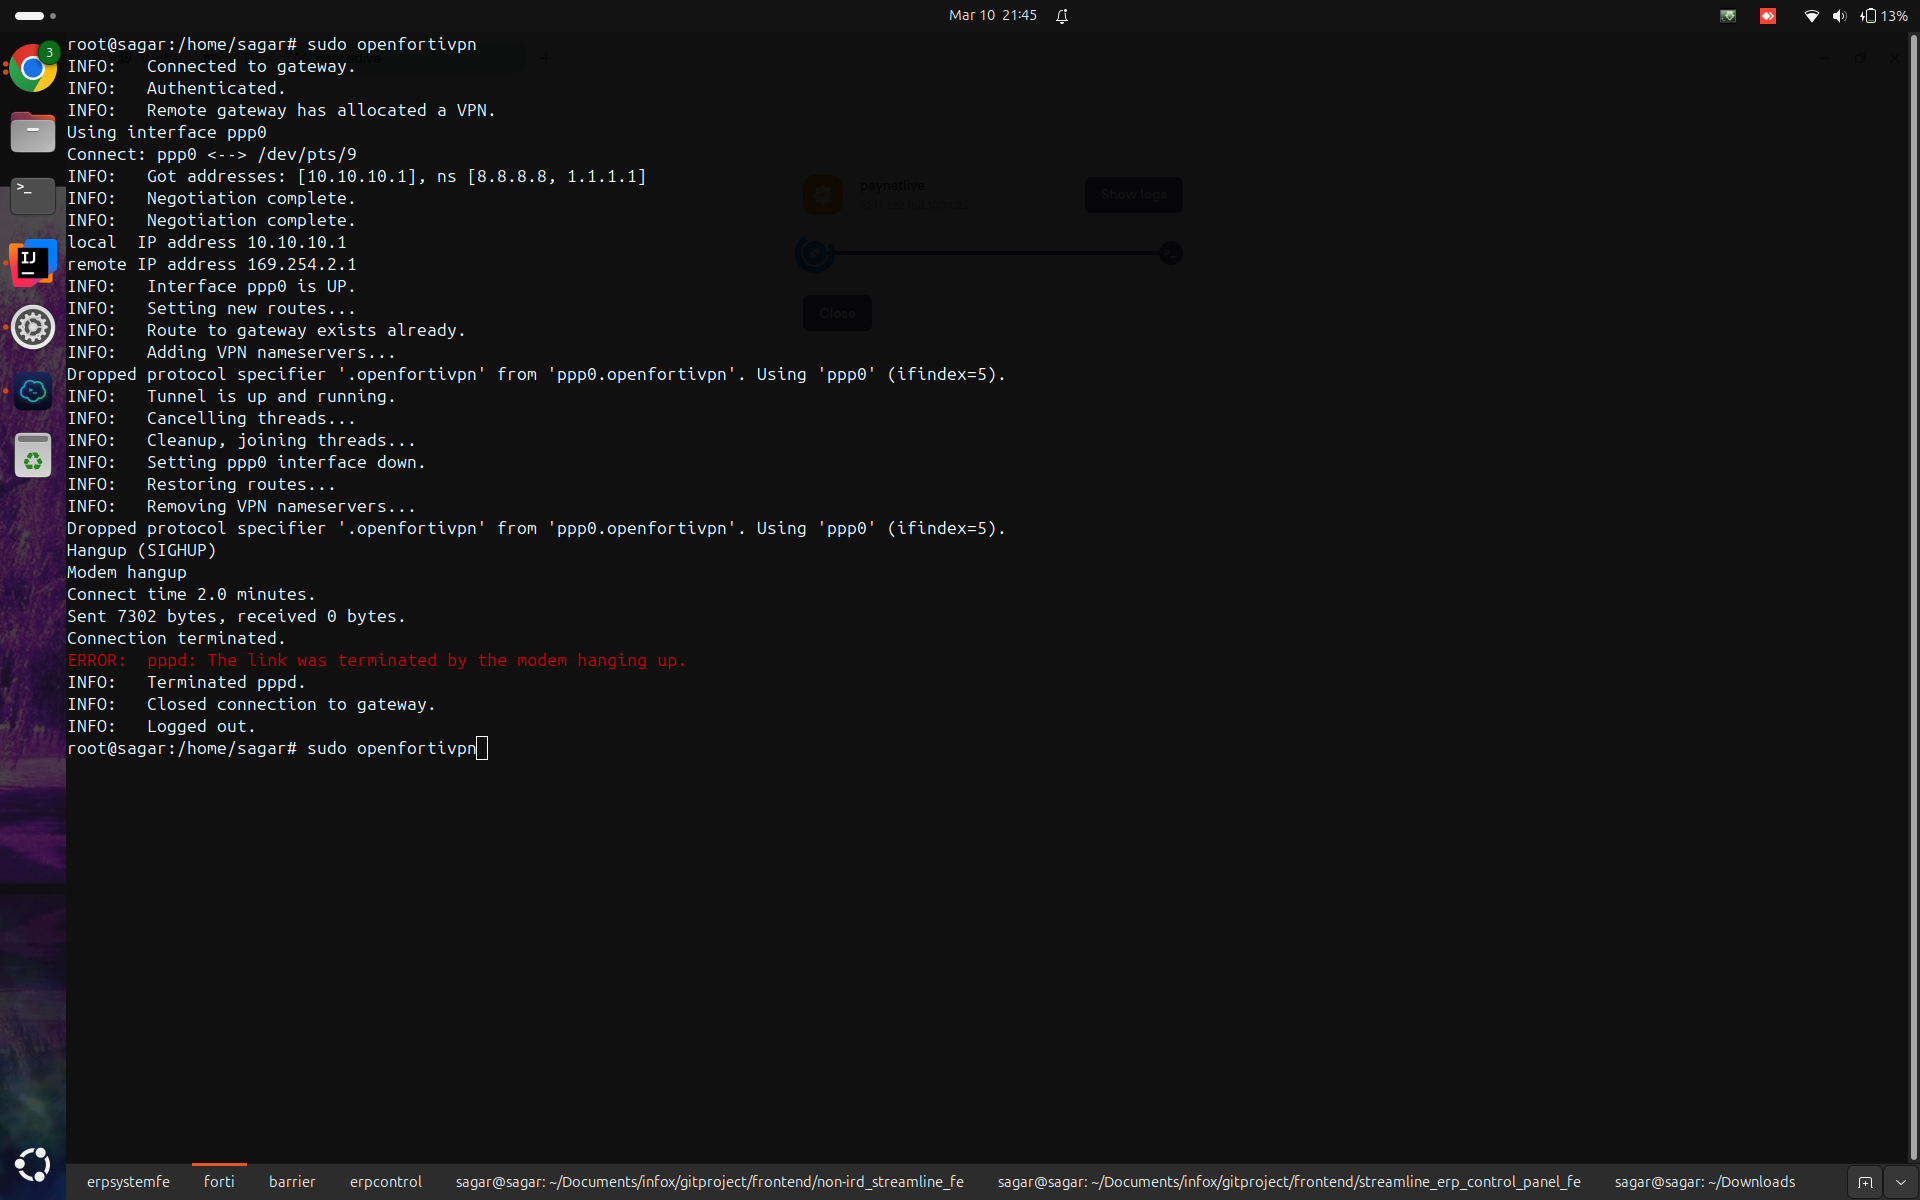 Mar 10 21:45
13%
3
root@sagar:/home/sagar# sudo openfortivpn
INFO:   Connected to gateway.
INFO:   Authenticated.
INFO:   Remote gateway has allocated a VPN.
Using interface ppp0
Connect: ppp0 <--> /dev/pts/9
INFO:   Got addresses: [10.10.10.1], ns [8.8.8.8, 1.1.1.1]
INFO:   Negotiation complete.
INFO:   Negotiation complete.
local  IP address 10.10.10.1
remote IP address 169.254.2.1
INFO:   Interface ppp0 is UP.
INFO:   Setting new routes...
INFO:   Route to gateway exists already.
INFO:   Adding VPN nameservers...
Dropped protocol specifier '.openfortivpn' from 'ppp0.openfortivpn'. Using 'ppp0' (ifindex=5).
INFO:   Tunnel is up and running.
INFO:   Cancelling threads...
INFO:   Cleanup, joining threads...
INFO:   Setting ppp0 interface down.
INFO:   Restoring routes...
INFO:   Removing VPN nameservers...
Dropped protocol specifier '.openfortivpn' from 'ppp0.openfortivpn'. Using 'ppp0' (ifindex=5).
Hangup (SIGHUP)
Modem hangup
Connect time 2.0 minutes.
Sent 7302 bytes, received 0 bytes.
Connection terminated.
ERROR:  pppd: The link was terminated by the modem hanging up.
INFO:   Terminated pppd.
INFO:   Closed connection to gateway.
INFO:   Logged out.
root@sagar:/home/sagar# sudo openfortivpn
paynetlive
Show logs
Close
IJ
erpsystemfe
forti
barrier
erpcontrol
sagar@sagar: ~/Documents/infox/gitproject/frontend/non-ird_streamline_fe
sagar@sagar: ~/Documents/infox/gitproject/frontend/streamline_erp_control_panel_fe
sagar@sagar: ~/Downloads